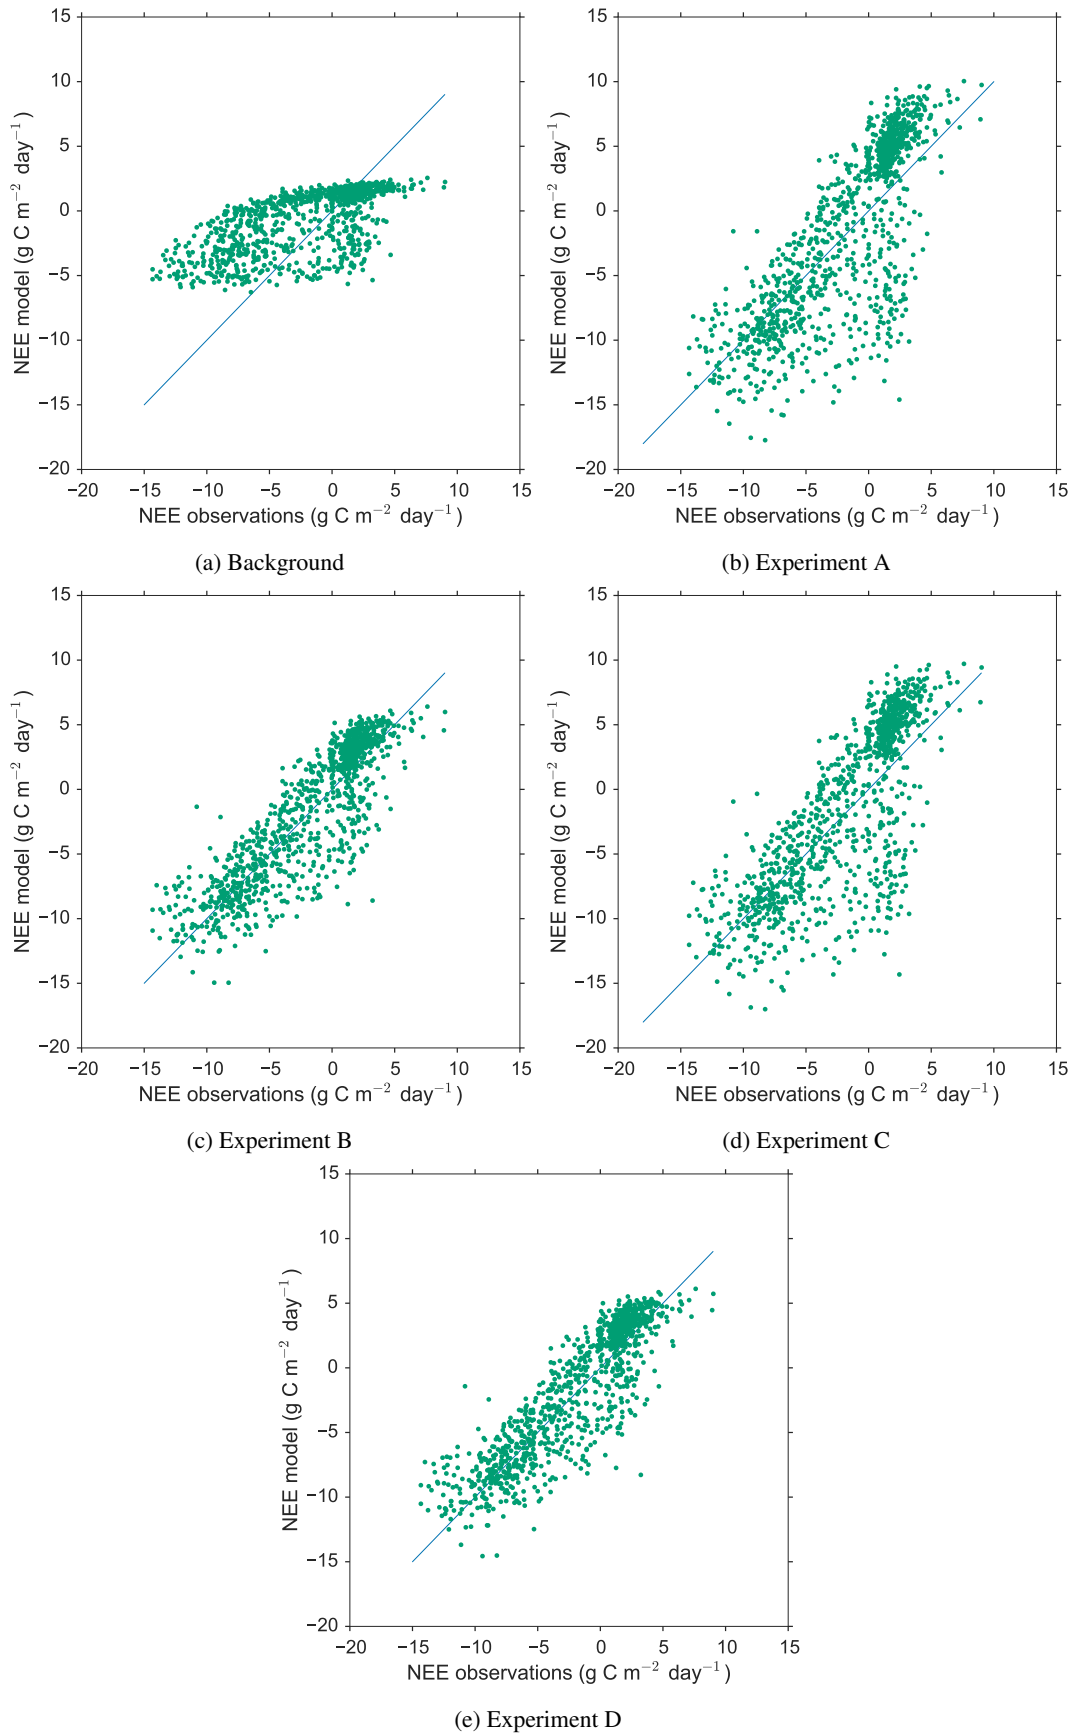 15
10
5
0
−5
−10
−15
−20
−20 −15 −10 −5 0 5 10 15
NEE model (g C m−2 day−1)
NEE observations (g C m−2 day−1)
(a) Background
15
10
5
0
−5
−10
−15
−20
−20 −15 −10 −5 0 5 10 15
NEE model (g C m−2 day−1)
NEE observations (g C m−2 day−1)
(b) Experiment A
15
10
5
0
−5
−10
−15
−20
−20 −15 −10 −5 0 5 10 15
NEE model (g C m−2 day−1)
NEE observations (g C m−2 day−1)
(c) Experiment B
15
10
5
0
−5
−10
−15
−20
−20 −15 −10 −5 0 5 10 15
NEE model (g C m−2 day−1)
NEE observations (g C m−2 day−1)
(d) Experiment C
15
10
5
0
−5
−10
−15
−20
−20 −15 −10 −5 0 5 10 15
NEE model (g C m−2 day−1)
NEE observations (g C m−2 day−1)
(e) Experiment D